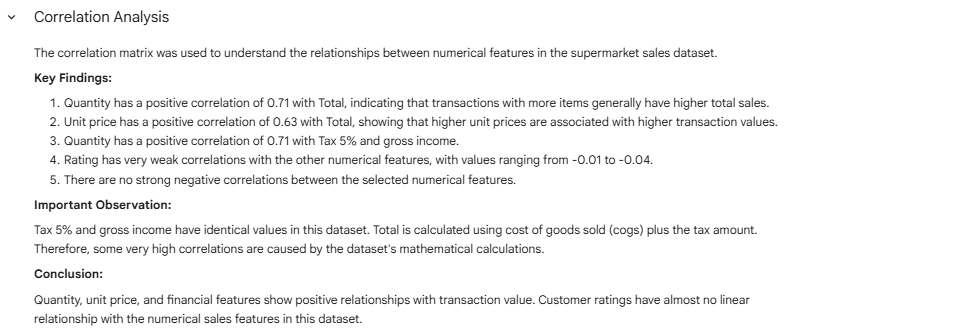 Correlation Analysis
The correlation matrix was used to understand the relationships between numerical features in the supermarket sales dataset.
Key Findings:
1. Quantity has a positive correlation of 0.71 with Total, indicating that transactions with more items generally have higher total sales.
2. Unit price has a positive correlation of 0.63 with Total, showing that higher unit prices are associated with higher transaction values.
3. Quantity has a positive correlation of 0.71 with Tax 5% and gross income.
4. Rating has very weak correlations with the other numerical features, with values ranging from -0.01 to -0.04.
5. There are no strong negative correlations between the selected numerical features.
Important Observation:
Tax 5% and gross income have identical values in this dataset. Total is calculated using cost of goods sold (cogs) plus the tax amount.
Therefore, some very high correlations are caused by the dataset's mathematical calculations.
Conclusion:
Quantity, unit price, and financial features show positive relationships with transaction value. Customer ratings have almost no linear
relationship with the numerical sales features in this dataset.